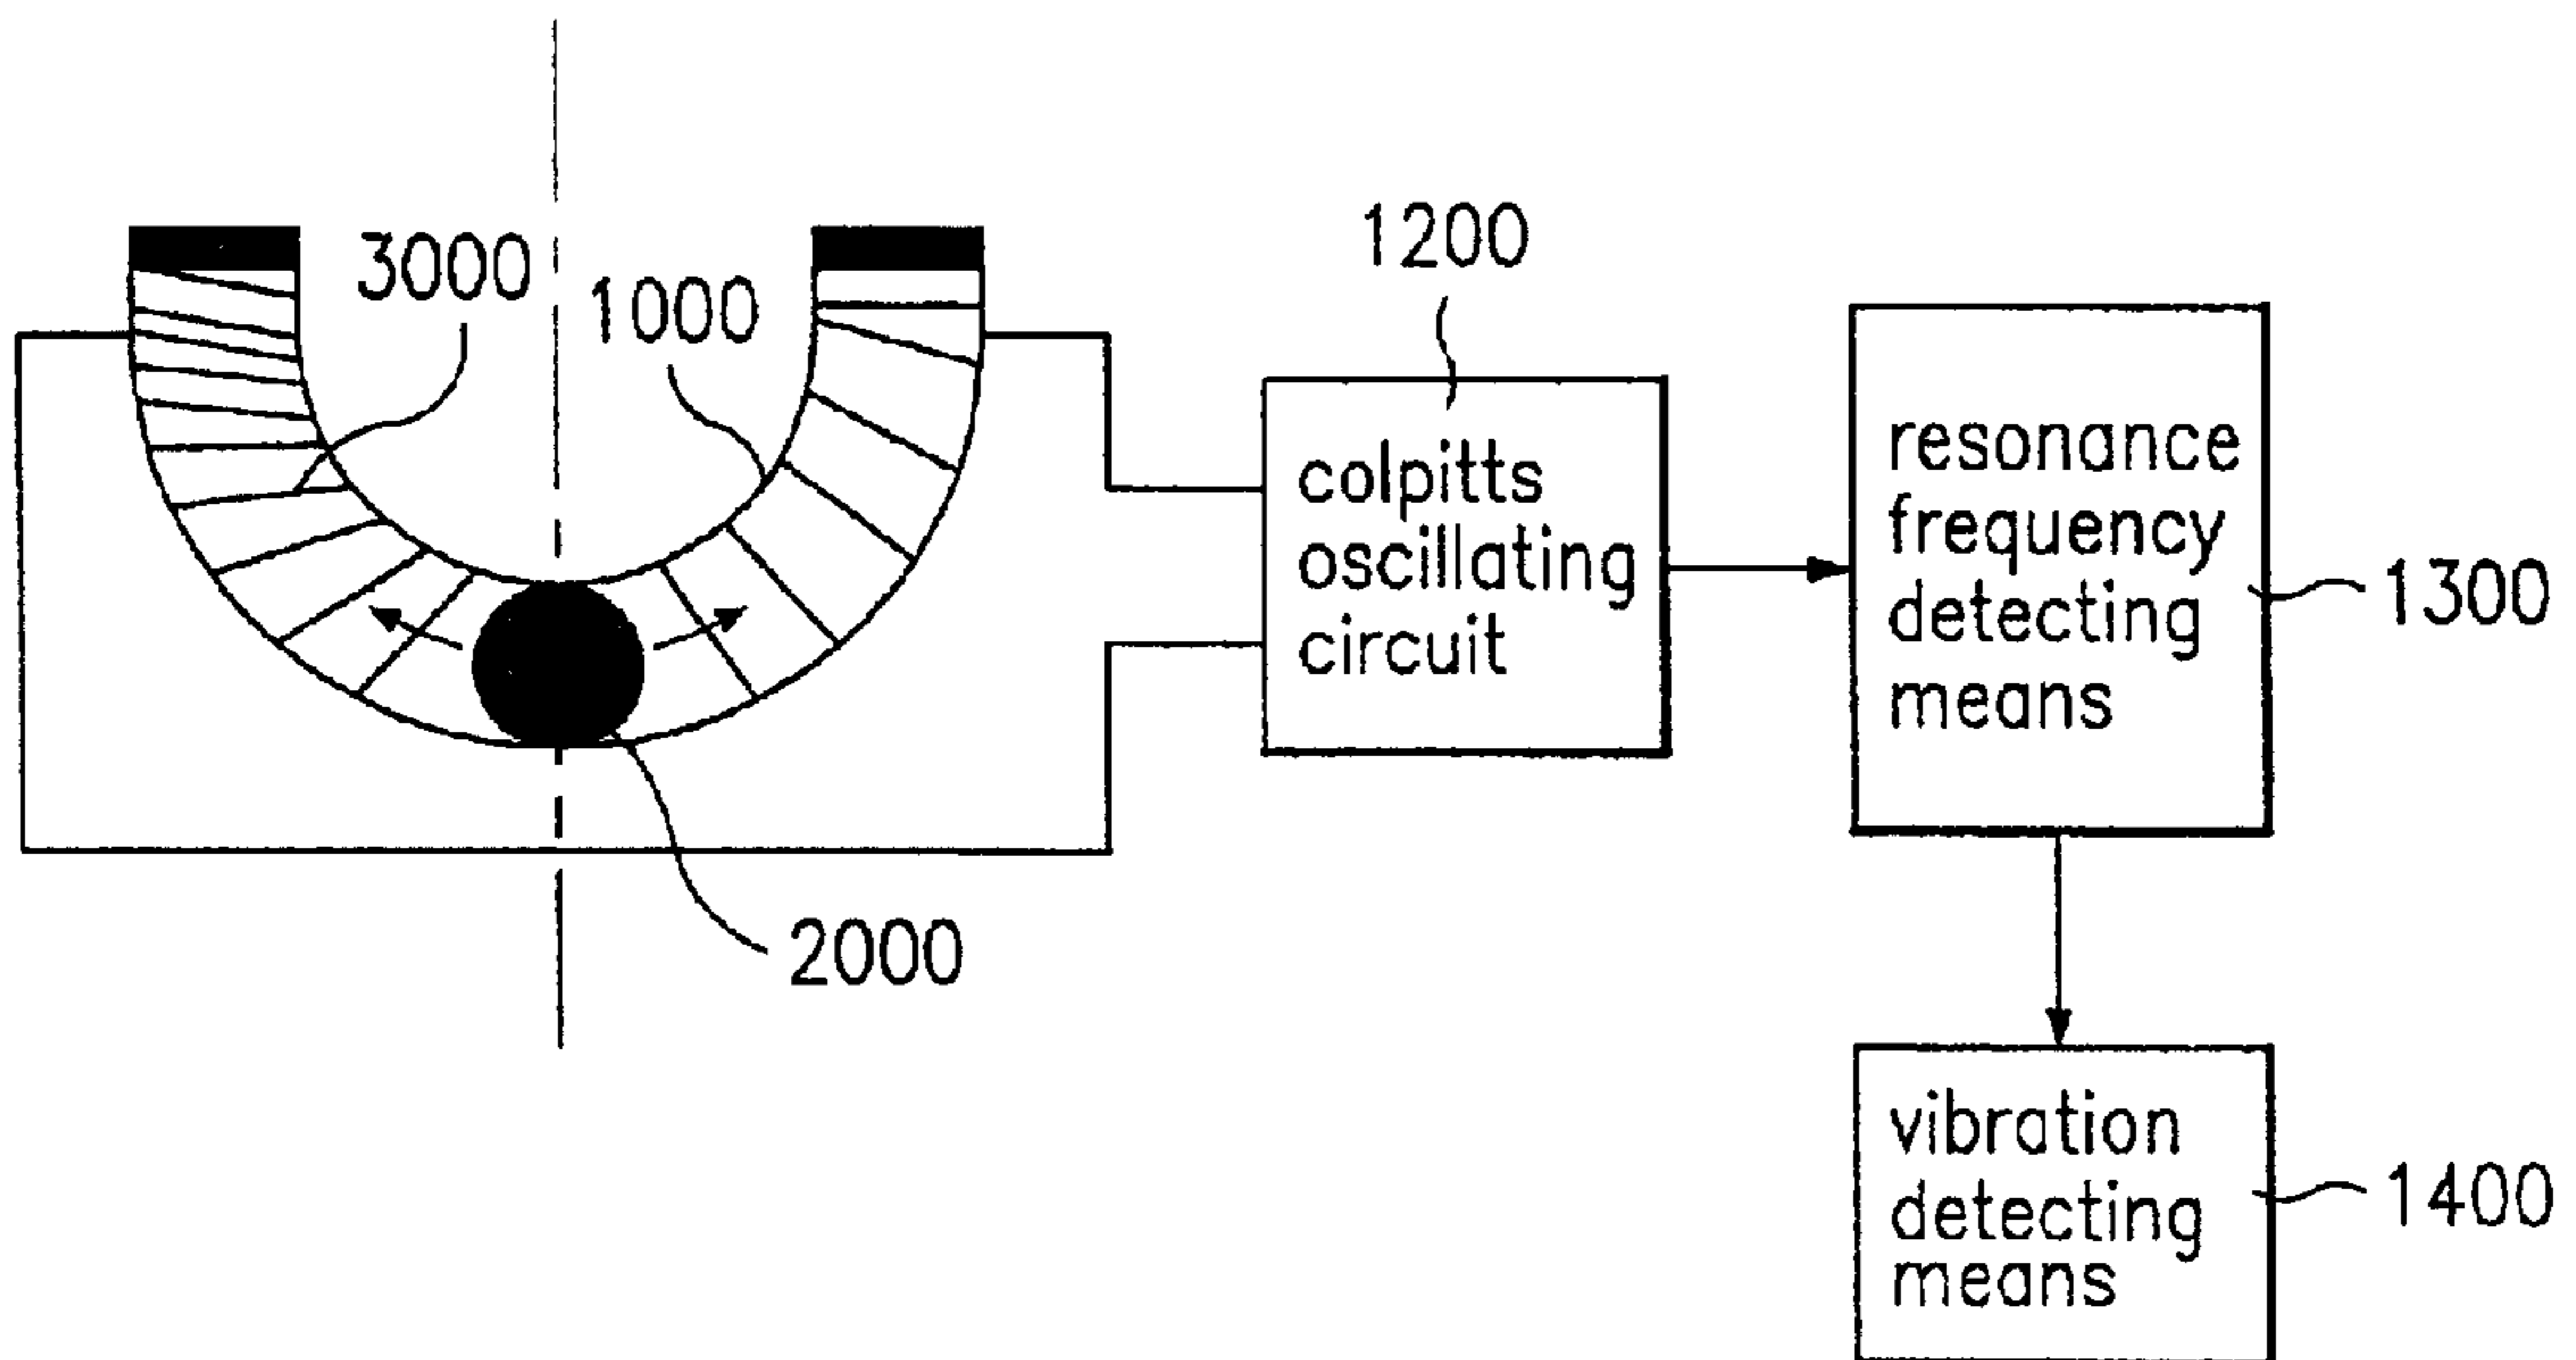 3000
1000
2000
1200
colpitts
oscillating
circuit
resonance
frequency
detecting
means
1300
vibration
detecting
means
1400